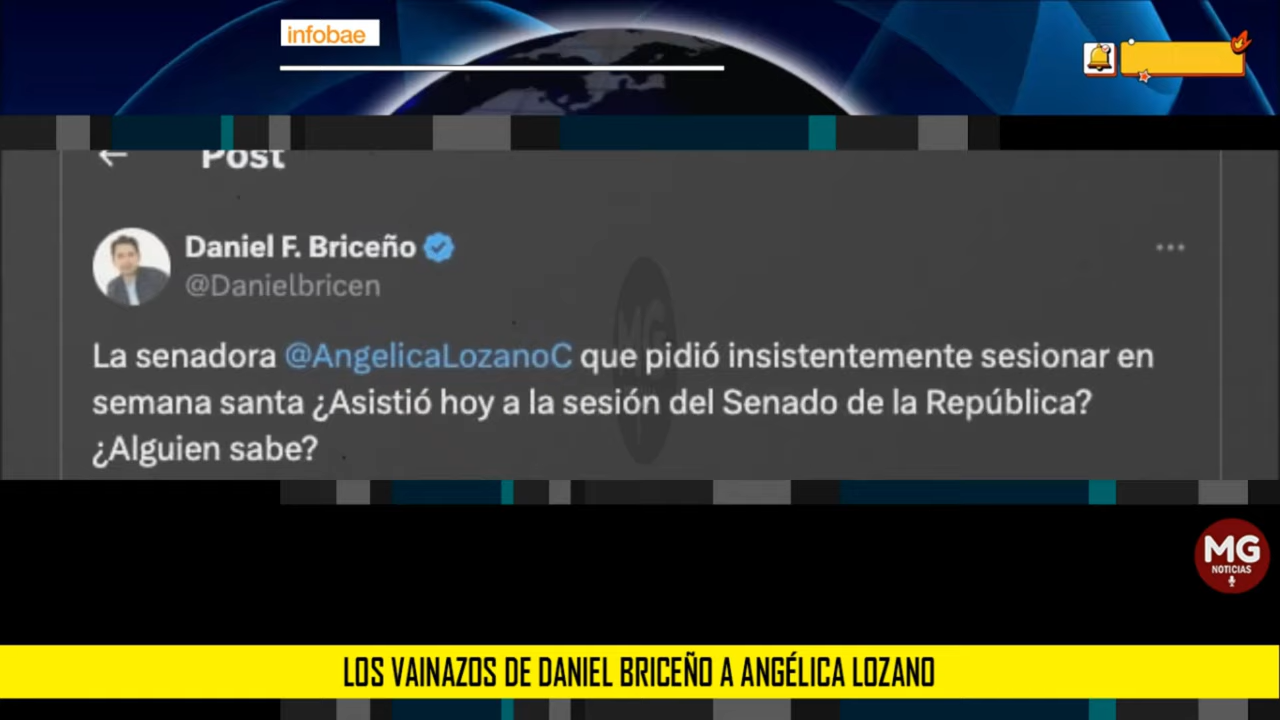 infobae
Post
Daniel F. Briceño
@Danielbricen
La senadora @AngelicaLozanoC que pidió insistentemente sesionar en
semana santa ¿Asistió hoy a la sesión del Senado de la República?
¿Alguien sabe?
MG
MG
NOTICIAS
LOS VAINAZOS DE DANIEL BRICEÑO A ANGÉLICA LOZANO